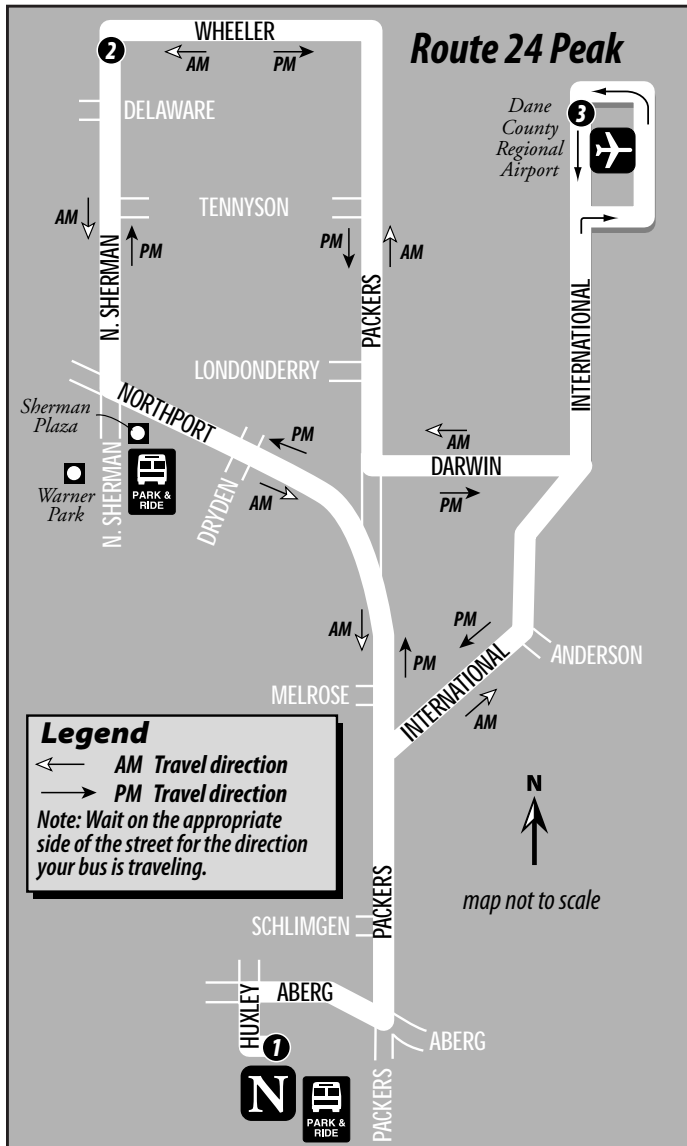 Route 24 Peak
2
WHEELER
AM
PM
3
Dane
County
Regional
Airport
DELAWARE
TENNYSON
AM
PM
PM
AM
N. SHERMAN
PACKERS
INTERNATIONAL
LONDONDERRY
NORTHPORT
Sherman
Plaza
PM
AM
DARWIN
PM
Warner
Park
N. SHERMAN
PARK &
RIDE
DRYDEN
AM
AM
PM
PM
INTERNATIONAL
AM
ANDERSON
MELROSE
Legend
AM Travel direction
PM Travel direction
Note: Wait on the appropriate
side of the street for the direction
your bus is traveling.
N
map not to scale
SCHLIMGEN
PACKERS
HUXLEY
ABERG
1
ABERG
N
PARK &
RIDE
PACKERS